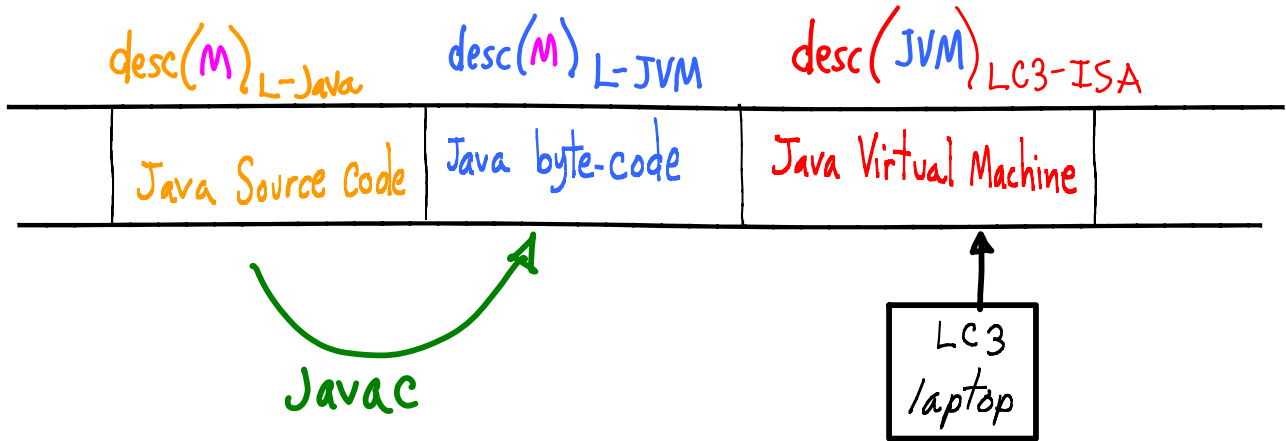 desc(M)L-Java
desc(M)L-JVM
desc(JVM)LC3-ISA
Java Source Code
Java byte-code
Java Virtual Machine
Javac
LC3
laptop